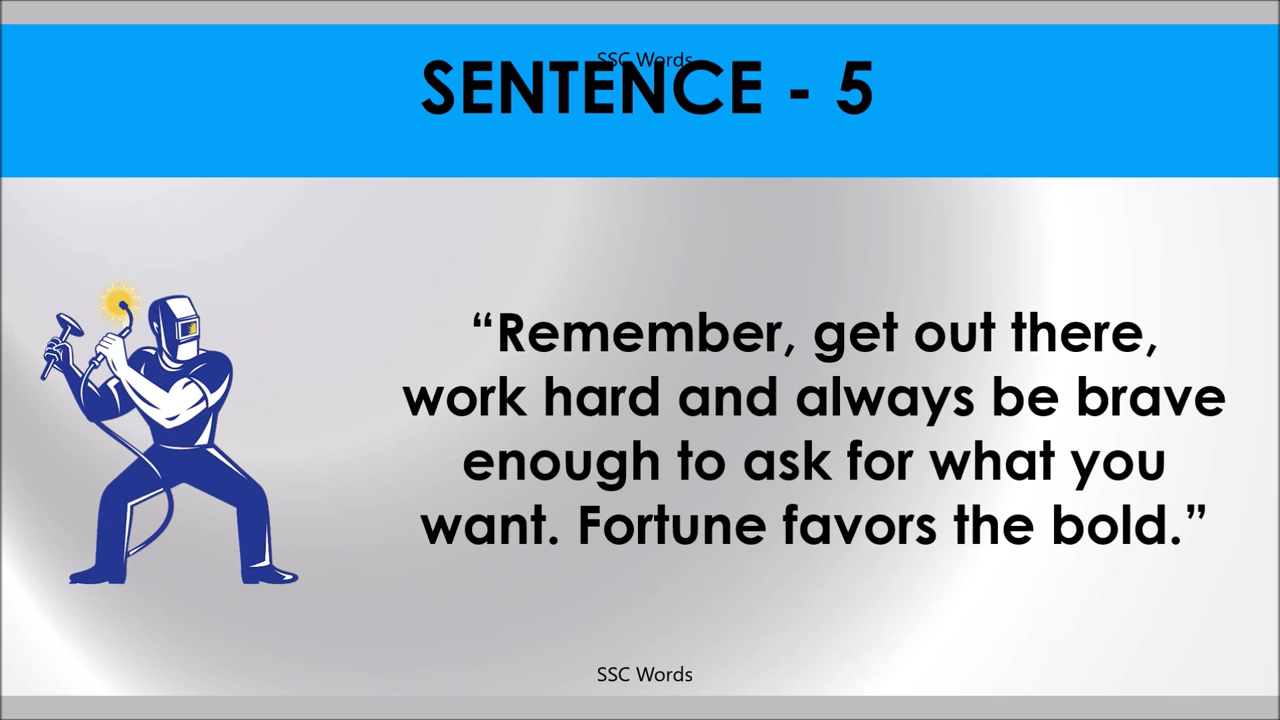 SSC Words
SENTENCE - 5
“Remember, get out there,
work hard and always be brave
enough to ask for what you
want. Fortune favors the bold.”
SSC Words